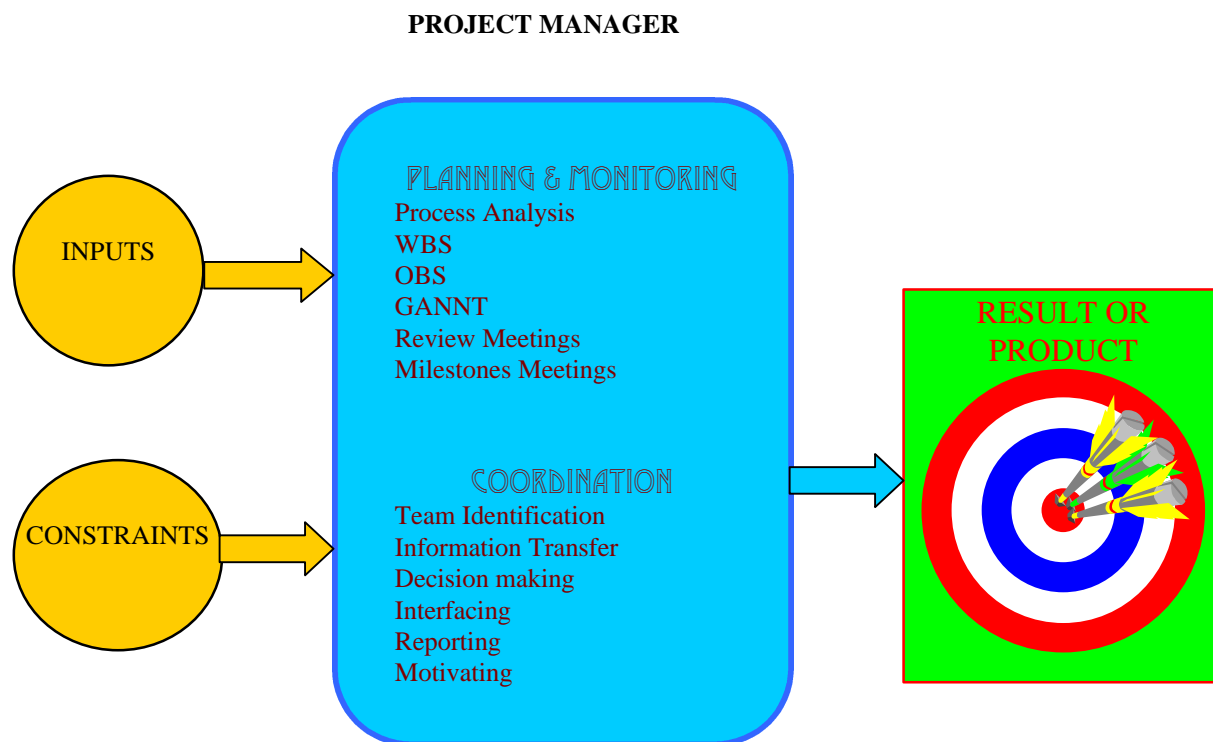 PROJECT MANAGER
INPUTS
CONSTRAINTS
PLANNING & MONITORING
Process Analysis
WBS
OBS
GANNT
Review Meetings
Milestones Meetings
COORDINATION
Team Identification
Information Transfer
Decision making
Interfacing
Reporting
Motivating
RESULT OR
PRODUCT